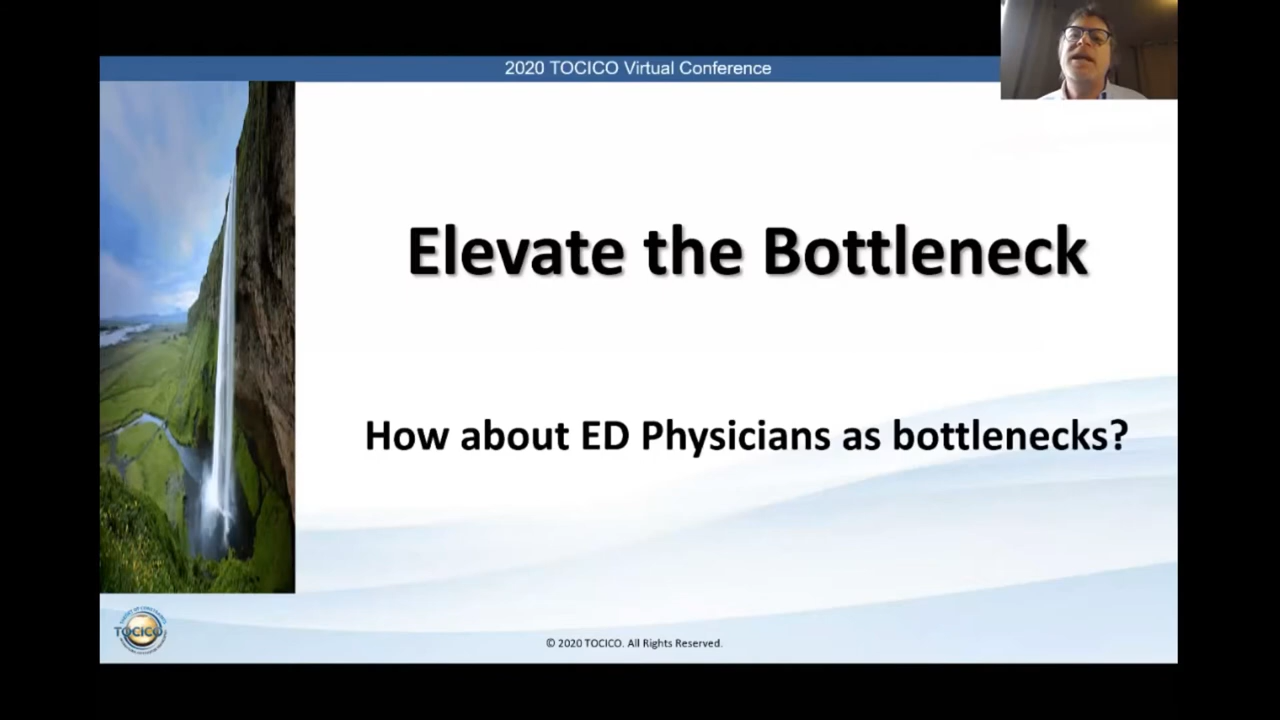 2020 TOCICO Virtual Conference
Elevate the Bottleneck
How about ED Physicians as bottlenecks?
TOCICO
© 2020 TOCICO. All Rights Reserved.